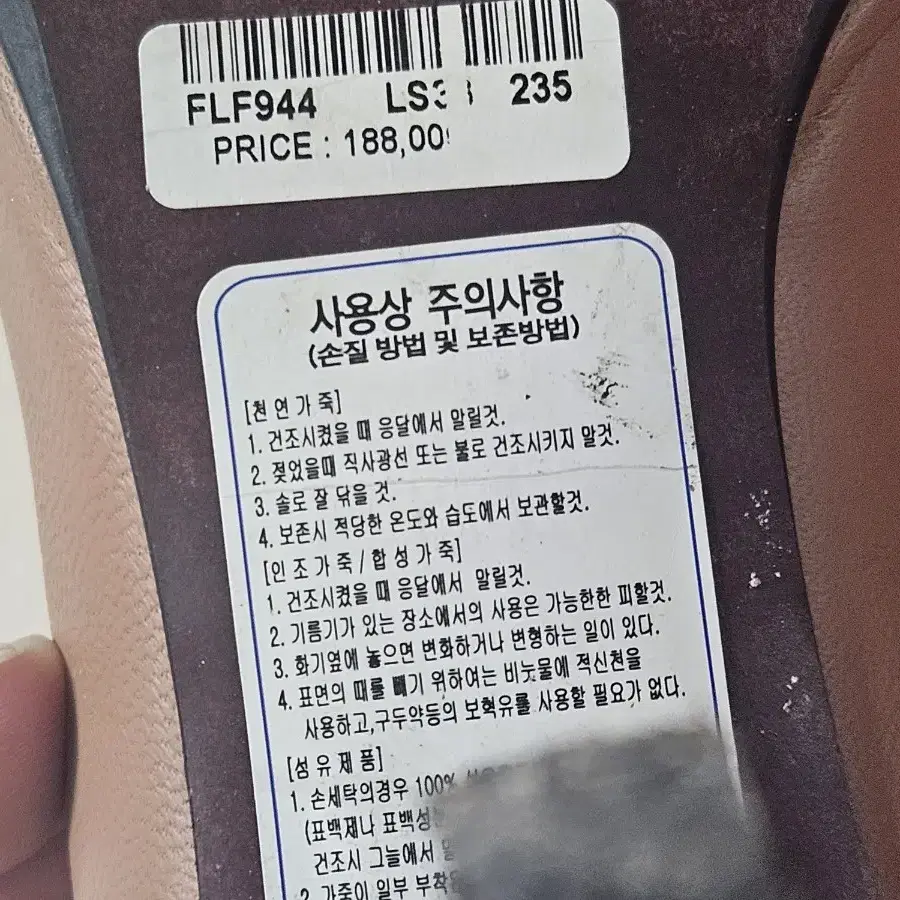 FLF944 LS3 235
PRICE : 188,00
사용상 주의사항
(손질 방법 및 보존방법)
[천 연 가 죽]
1. 건조시켰을 때 응달에서 말릴것.
2. 젖었을때 직사광선 또는 불로 건조시키지 말것.
3. 솔로 잘 닦을 것.
4. 보존시 적당한 온도와 습도에서 보관할것.
[인 조 가 죽 / 합 성 가 죽]
1. 건조시켰을 때 응달에서 말릴것.
2. 기름기가 있는 장소에서의 사용은 가능한한 피할것.
3. 화기옆에 놓으면 변화하거나 변형하는 일이 있다.
4. 표면의 때를 빼기 위하여는 비눗물에 적신천을
사용하고,구두약등의 보혁유를 사용할 필요가 없다.
[섬 유 제 품]
1. 손세탁의경우 100%
(표백제나 표백성
건조시 그늘에서
2. 가죽이 일부 부착